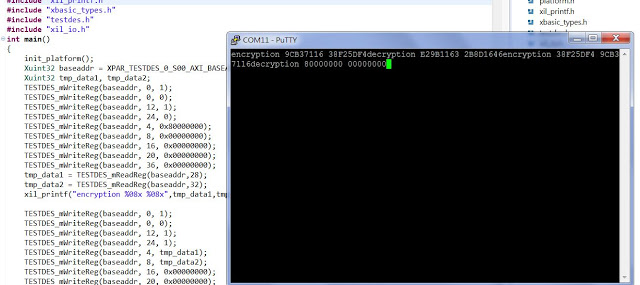 #include "xil_printf.h"
#include "xbasic_types.h"
#include "testdes.h"
#include "xil_io.h"
int main()
{
init_platform();
Xuint32 baseaddr = XPAR_TESTDES_0_S00_AXI_BASEA
Xuint32 tmp_data1, tmp_data2;
TESTDES_mWriteReg(baseaddr, 0, 1);
TESTDES_mWriteReg(baseaddr, 0, 0);
TESTDES_mWriteReg(baseaddr, 12, 1);
TESTDES_mWriteReg(baseaddr, 24, 0);
TESTDES_mWriteReg(baseaddr, 4, 0x80000000);
TESTDES_mWriteReg(baseaddr, 8, 0x00000000);
TESTDES_mWriteReg(baseaddr, 16, 0x00000000);
TESTDES_mWriteReg(baseaddr, 20, 0x00000000);
TESTDES_mWriteReg(baseaddr, 36, 0x00000000);
tmp_data1 = TESTDES_mReadReg(baseaddr,28);
tmp_data2 = TESTDES_mReadReg(baseaddr,32);
xil_printf("encryption %08x %08x",tmp_data1,tmp
TESTDES_mWriteReg(baseaddr, 0, 1);
TESTDES_mWriteReg(baseaddr, 0, 0);
TESTDES_mWriteReg(baseaddr, 12, 1);
TESTDES_mWriteReg(baseaddr, 24, 1);
TESTDES_mWriteReg(baseaddr, 4, tmp_data1);
TESTDES_mWriteReg(baseaddr, 8, tmp_data2);
TESTDES_mWriteReg(baseaddr, 16, 0x00000000);
TESTDES_mWriteReg(baseaddr, 20, 0x00000000);
platform.h
xil_printf.h
xbasic_types.h
testdes.h
COM11 - PuTTY
encryption 9CB37116 38F25DF4decryption E29B1163 2B8D1646encryption 38F25DF4 9CB3
7116decryption 80000000 00000000